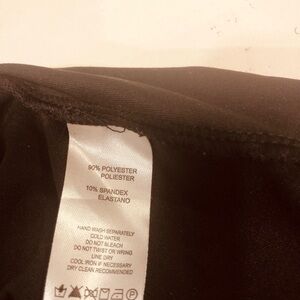 90% POLYESTER
POLIESTER
10% SPANDEX
ELASTANO
HAND WASH SEPARATELY
COLD WATER
DO NOT BLEACH
DO NOT TWIST OR WRING
LINE DRY
COOL IRON IF NECESSARY
DRY CLEAN RECOMMENDED